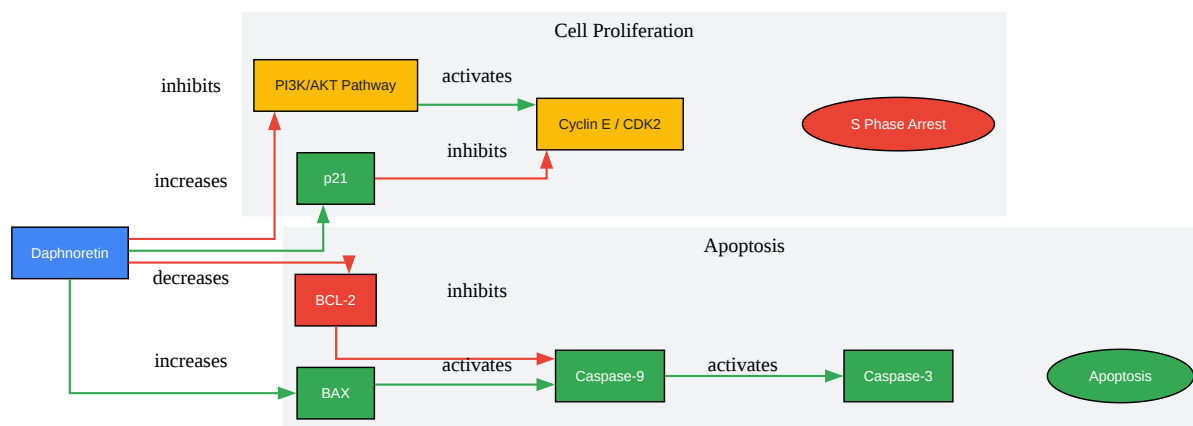 Cell Proliferation
inhibits
PI3K/AKT Pathway
activates
Cyclin E / CDK2
S Phase Arrest
increases
p21
inhibits
Daphnoretin
decreases
Apoptosis
BCL-2
inhibits
increases
BAX
activates
Caspase-9
activates
Caspase-3
Apoptosis